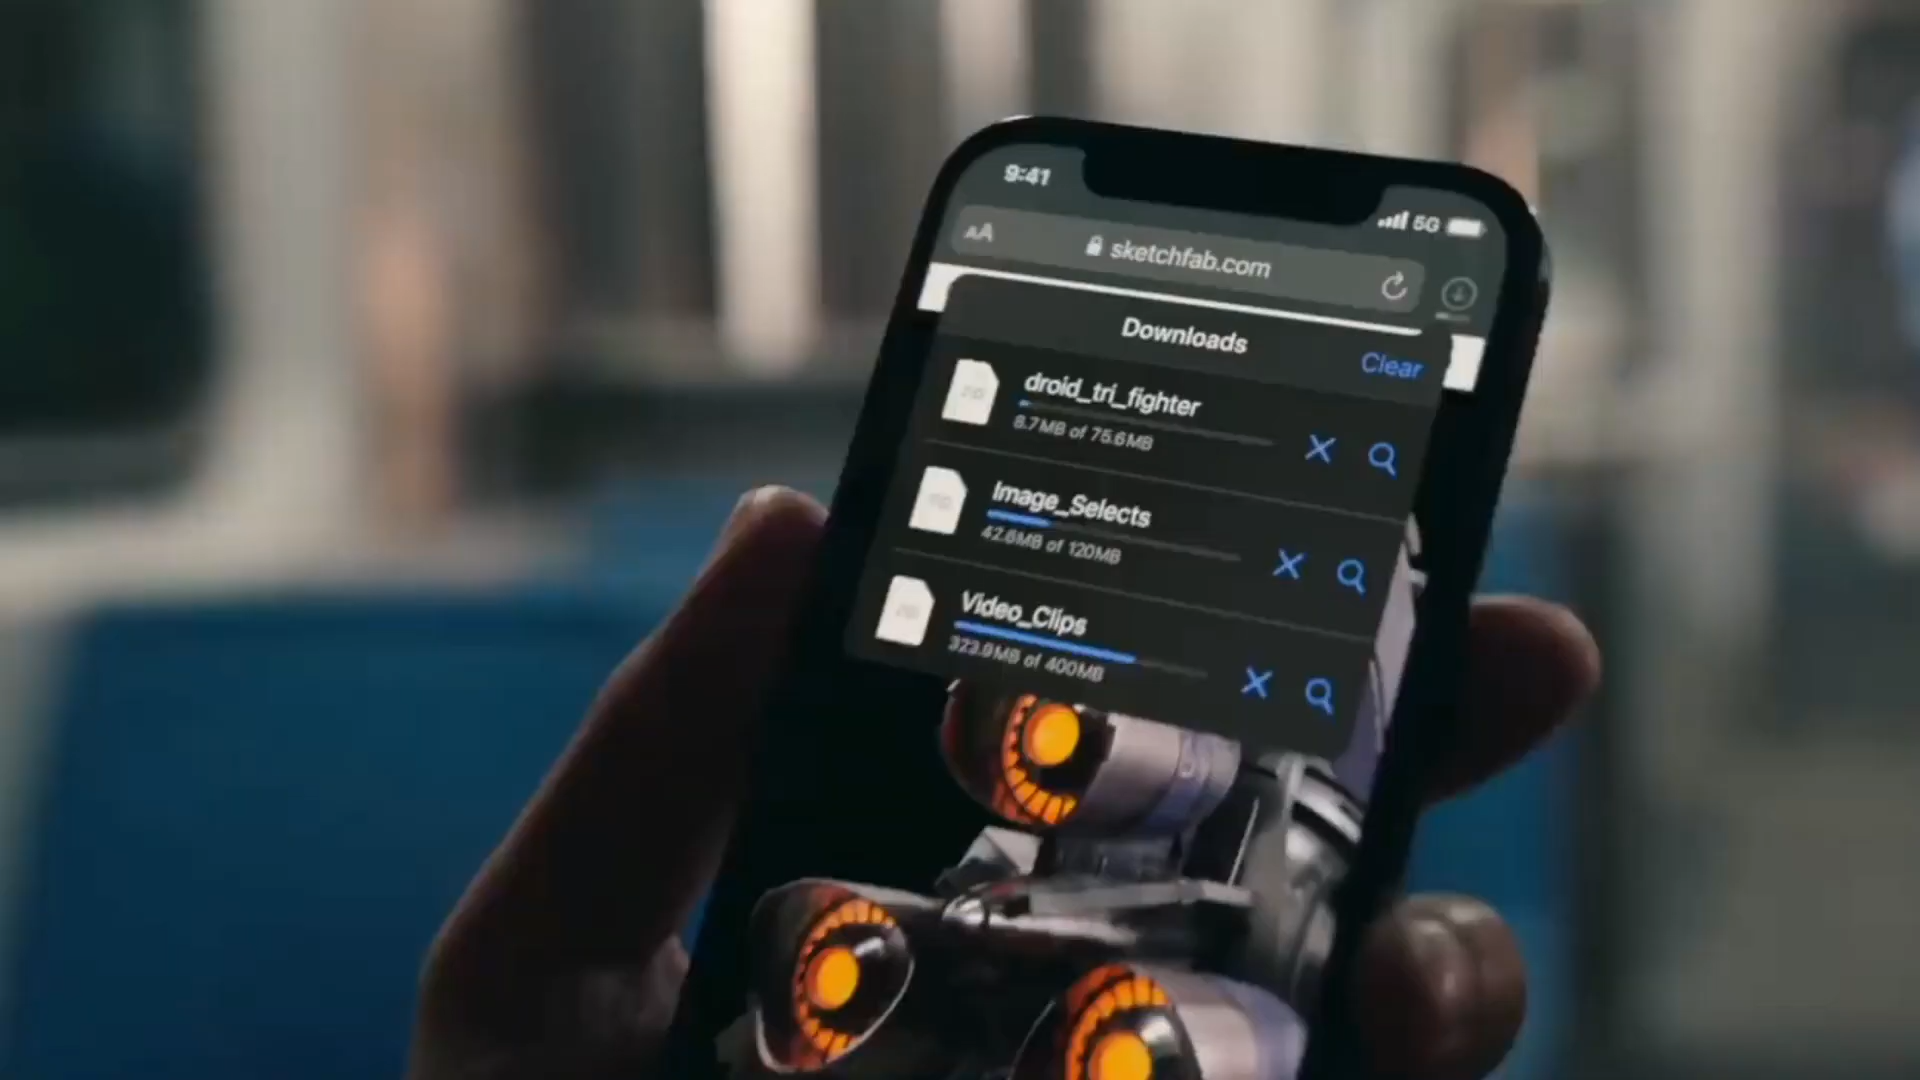 9:41
5G
AA
sketchfab.com
Downloads
Clear
droid_tri_fighter
8.7MB of 75.6MB
Image_Selects
42.6MB of 120MB
Video_Clips
323.9MB of 400MB